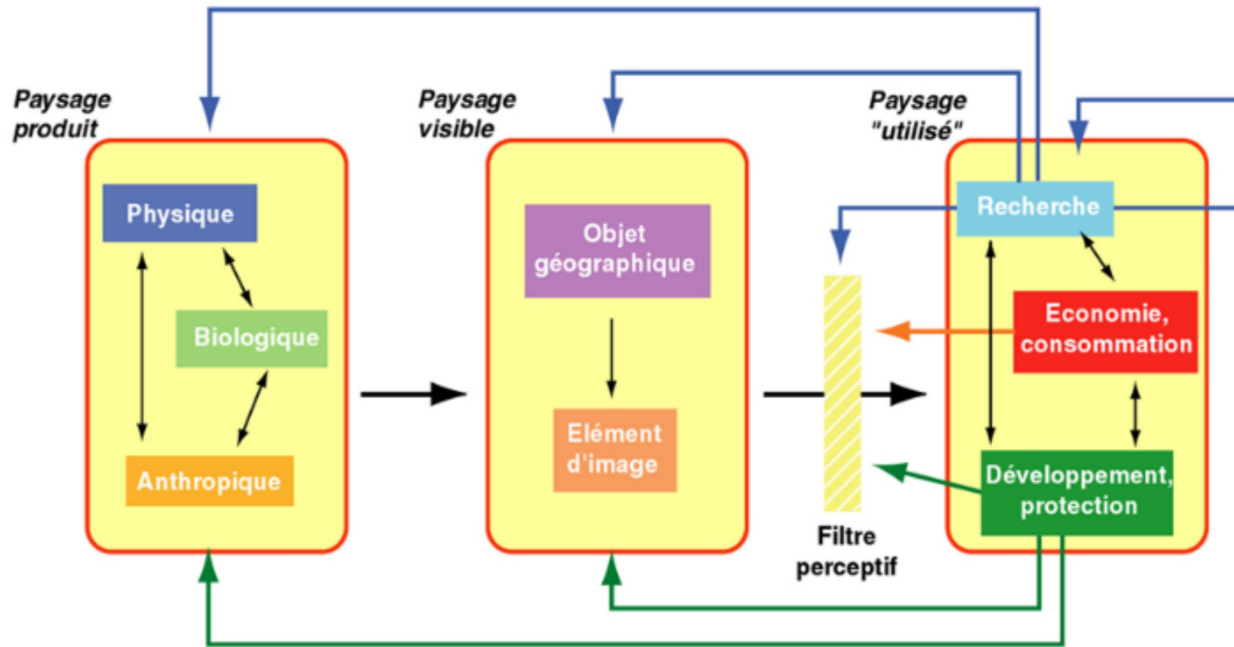 Paysage
produit
Physique
Biologique
Anthropique
Paysage
visible
Objet
géographique
Elément
d'image
Filtre
perceptif
Paysage
"utilisé"
Recherche
Economie,
consommation
Développement,
protection